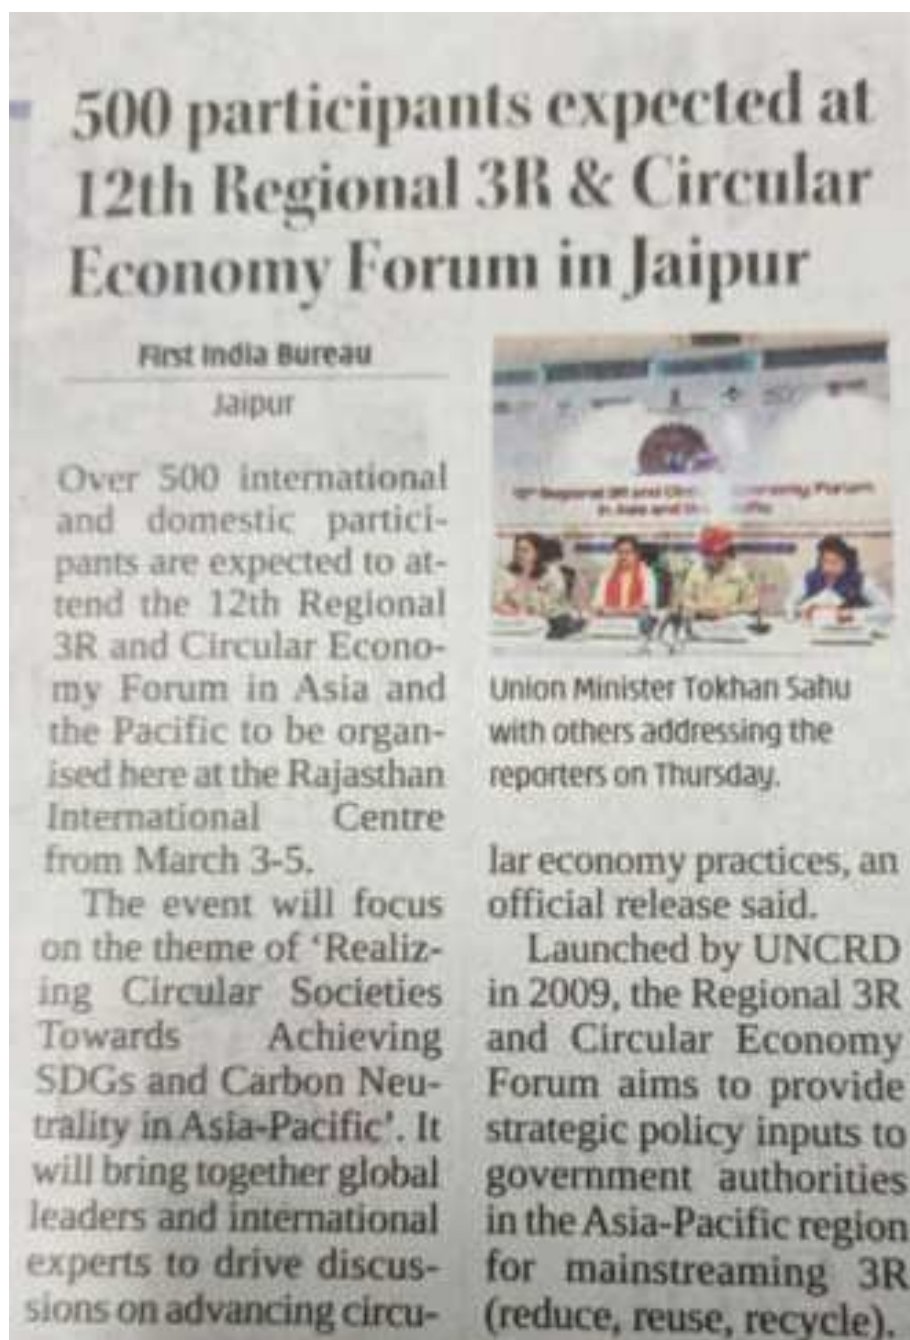 500 participants expected at
12th Regional 3R & Circular
Economy Forum in Jaipur
First India Bureau
Jaipur
Over 500 international
and domestic partici-
pants are expected to at-
tend the 12th Regional
3R and Circular Econo-
my Forum in Asia and
the Pacific to be organ-
ised here at the Rajasthan
International Centre
from March 3-5.
The event will focus
on the theme of ‘Realiz-
ing Circular Societies
Towards Achieving
SDGs and Carbon Neu-
trality in Asia-Pacific’. It
will bring together global
leaders and international
experts to drive discus-
sions on advancing circu-
Regional 3R and Forum
in Asia and
Union Minister Tokhan Sahu
with others addressing the
reporters on Thursday.
lar economy practices, an
official release said.
Launched by UNCRD
in 2009, the Regional 3R
and Circular Economy
Forum aims to provide
strategic policy inputs to
government authorities
in the Asia-Pacific region
for mainstreaming 3R
(reduce, reuse, recycle).